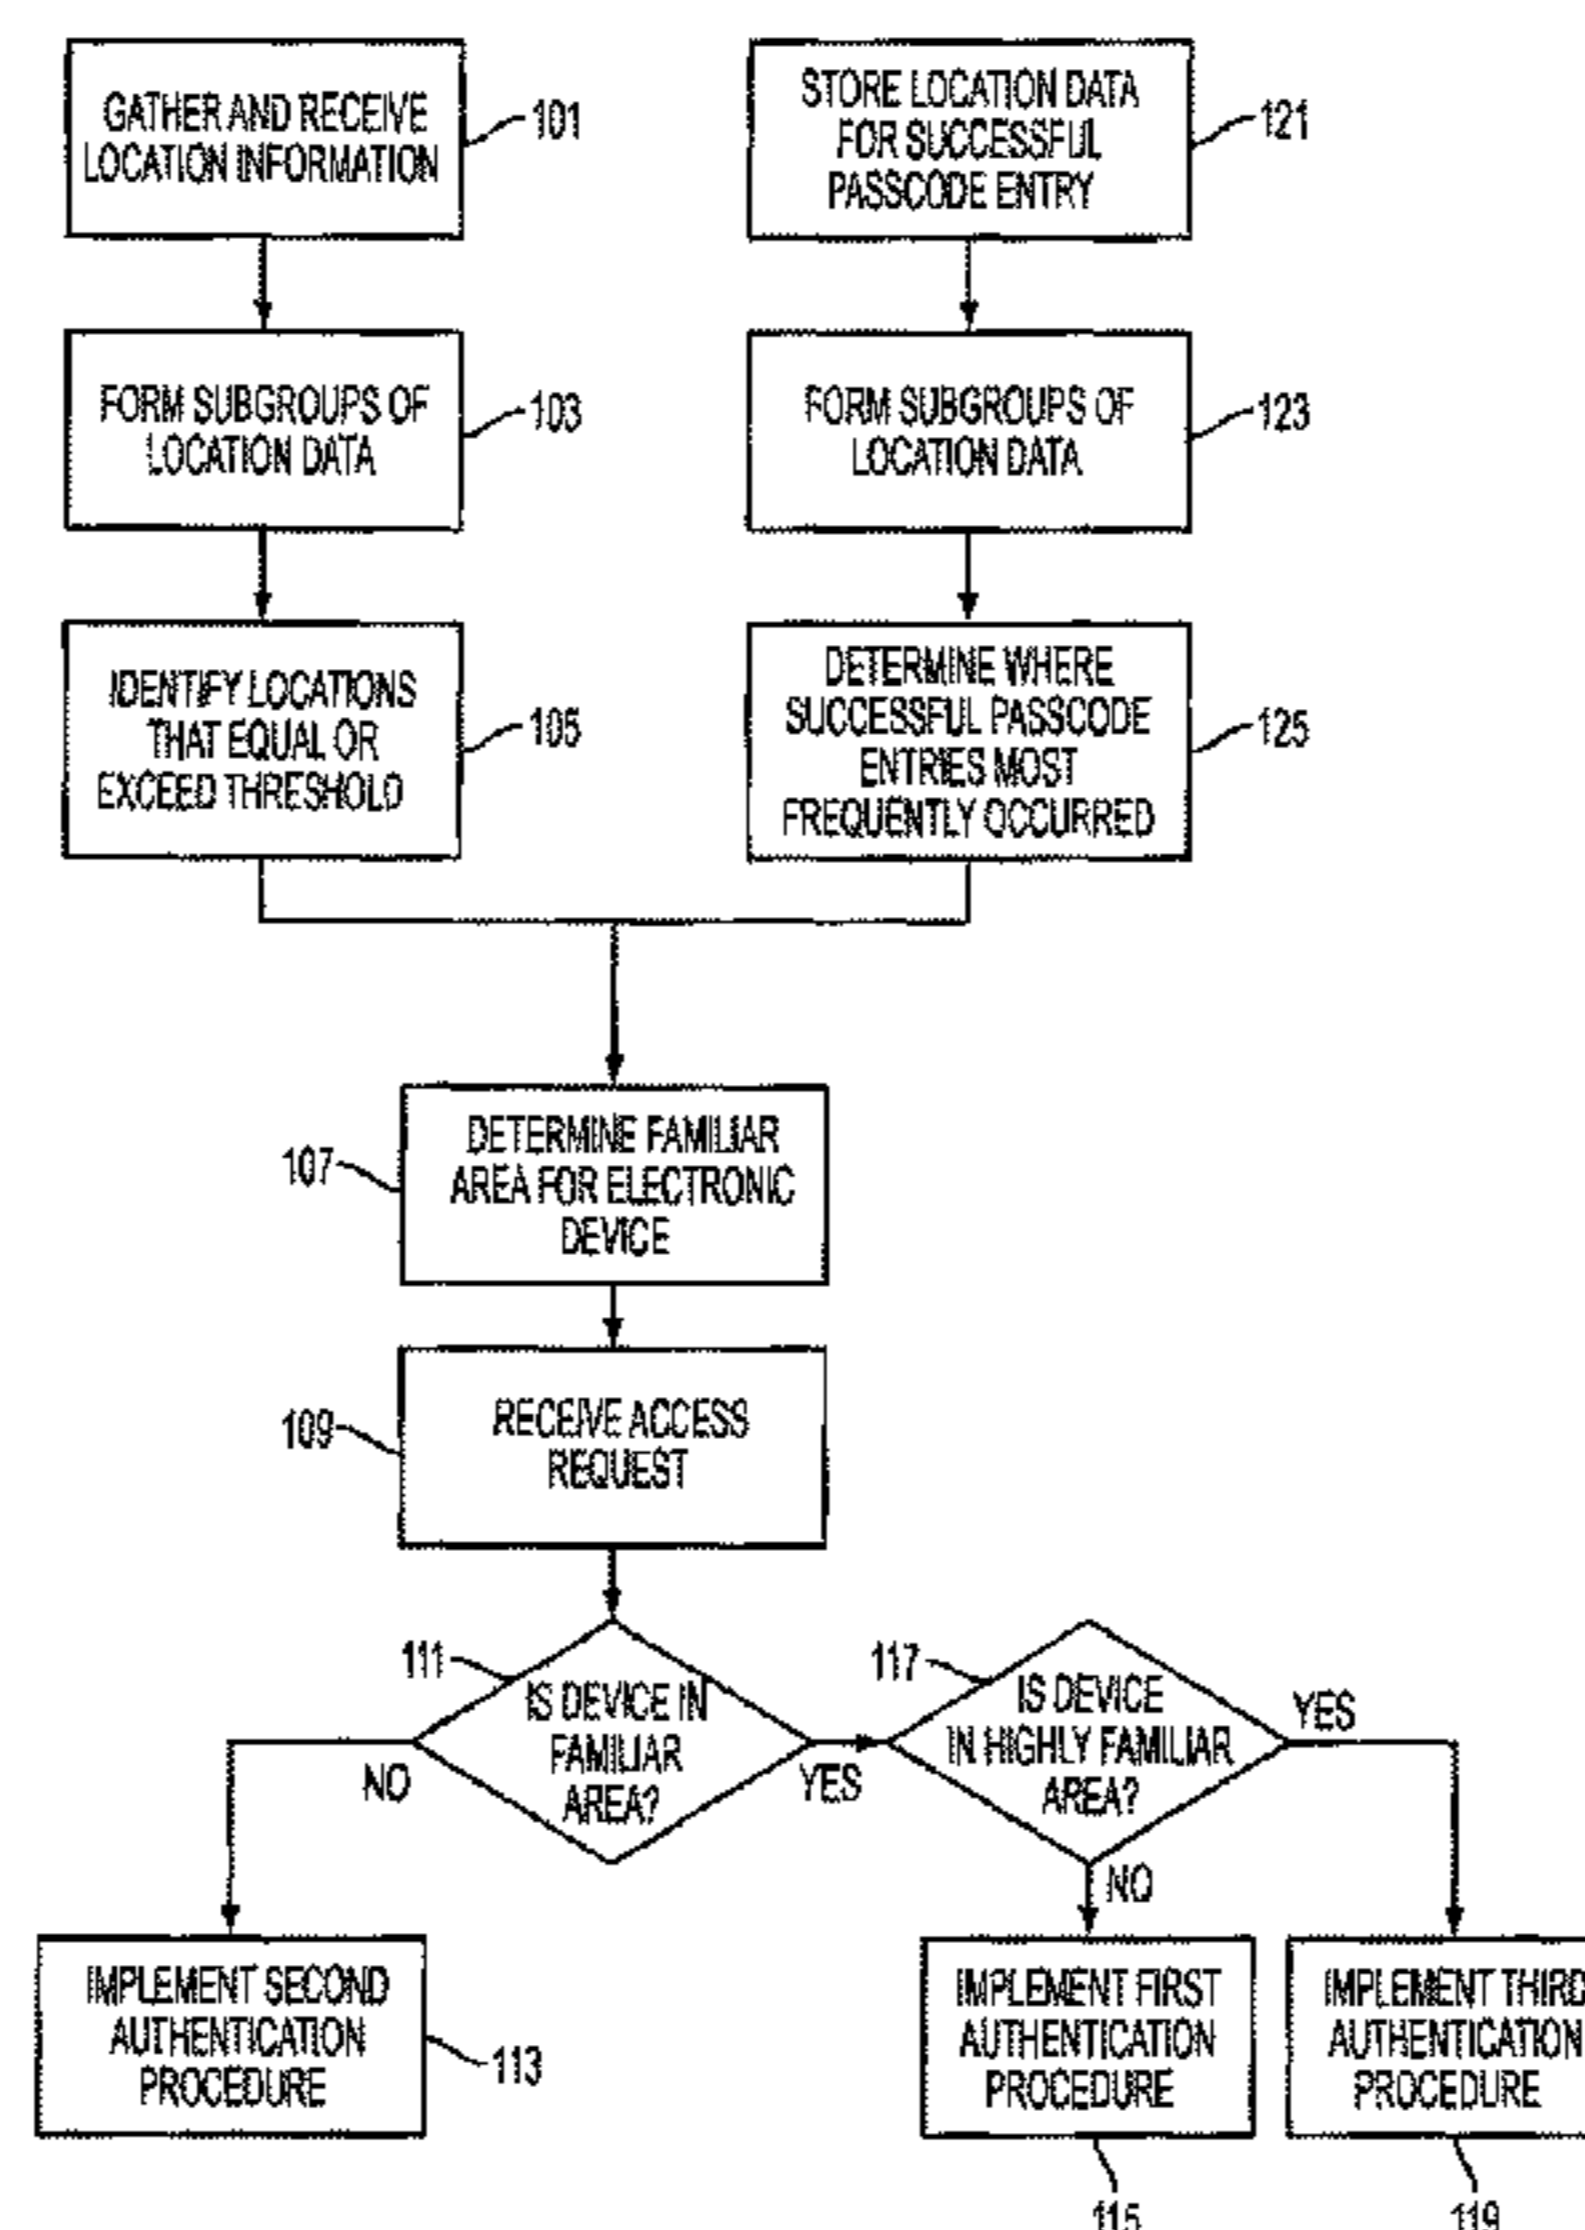 GATHER AND RECEIVE
LOCATION INFORMATION
101
STORE LOCATION DATA
FOR SUCCESSFUL
PASSCODE ENTRY
121
FORM SUBGROUPS OF
LOCATION DATA
103
FORM SUBGROUPS OF
LOCATION DATA
123
IDENTIFY LOCATIONS
THAT EQUAL OR
EXCEED THRESHOLD
105
DETERMINE WHERE
SUCCESSFUL PASSCODE
ENTRIES MOST
FREQUENTLY OCCURRED
125
107
DETERMINE FAMILIAR
AREA FOR ELECTRONIC
DEVICE
109
RECEIVE ACCESS
REQUEST
111
IS DEVICE IN
FAMILIAR
AREA?
NO
YES
117
IS DEVICE
IN HIGHLY FAMILIAR
AREA?
YES
NO
IMPLEMENT SECOND
AUTHENTICATION
PROCEDURE
113
IMPLEMENT FIRST
AUTHENTICATION
PROCEDURE
115
IMPLEMENT THIRD
AUTHENTICATION
PROCEDURE
119